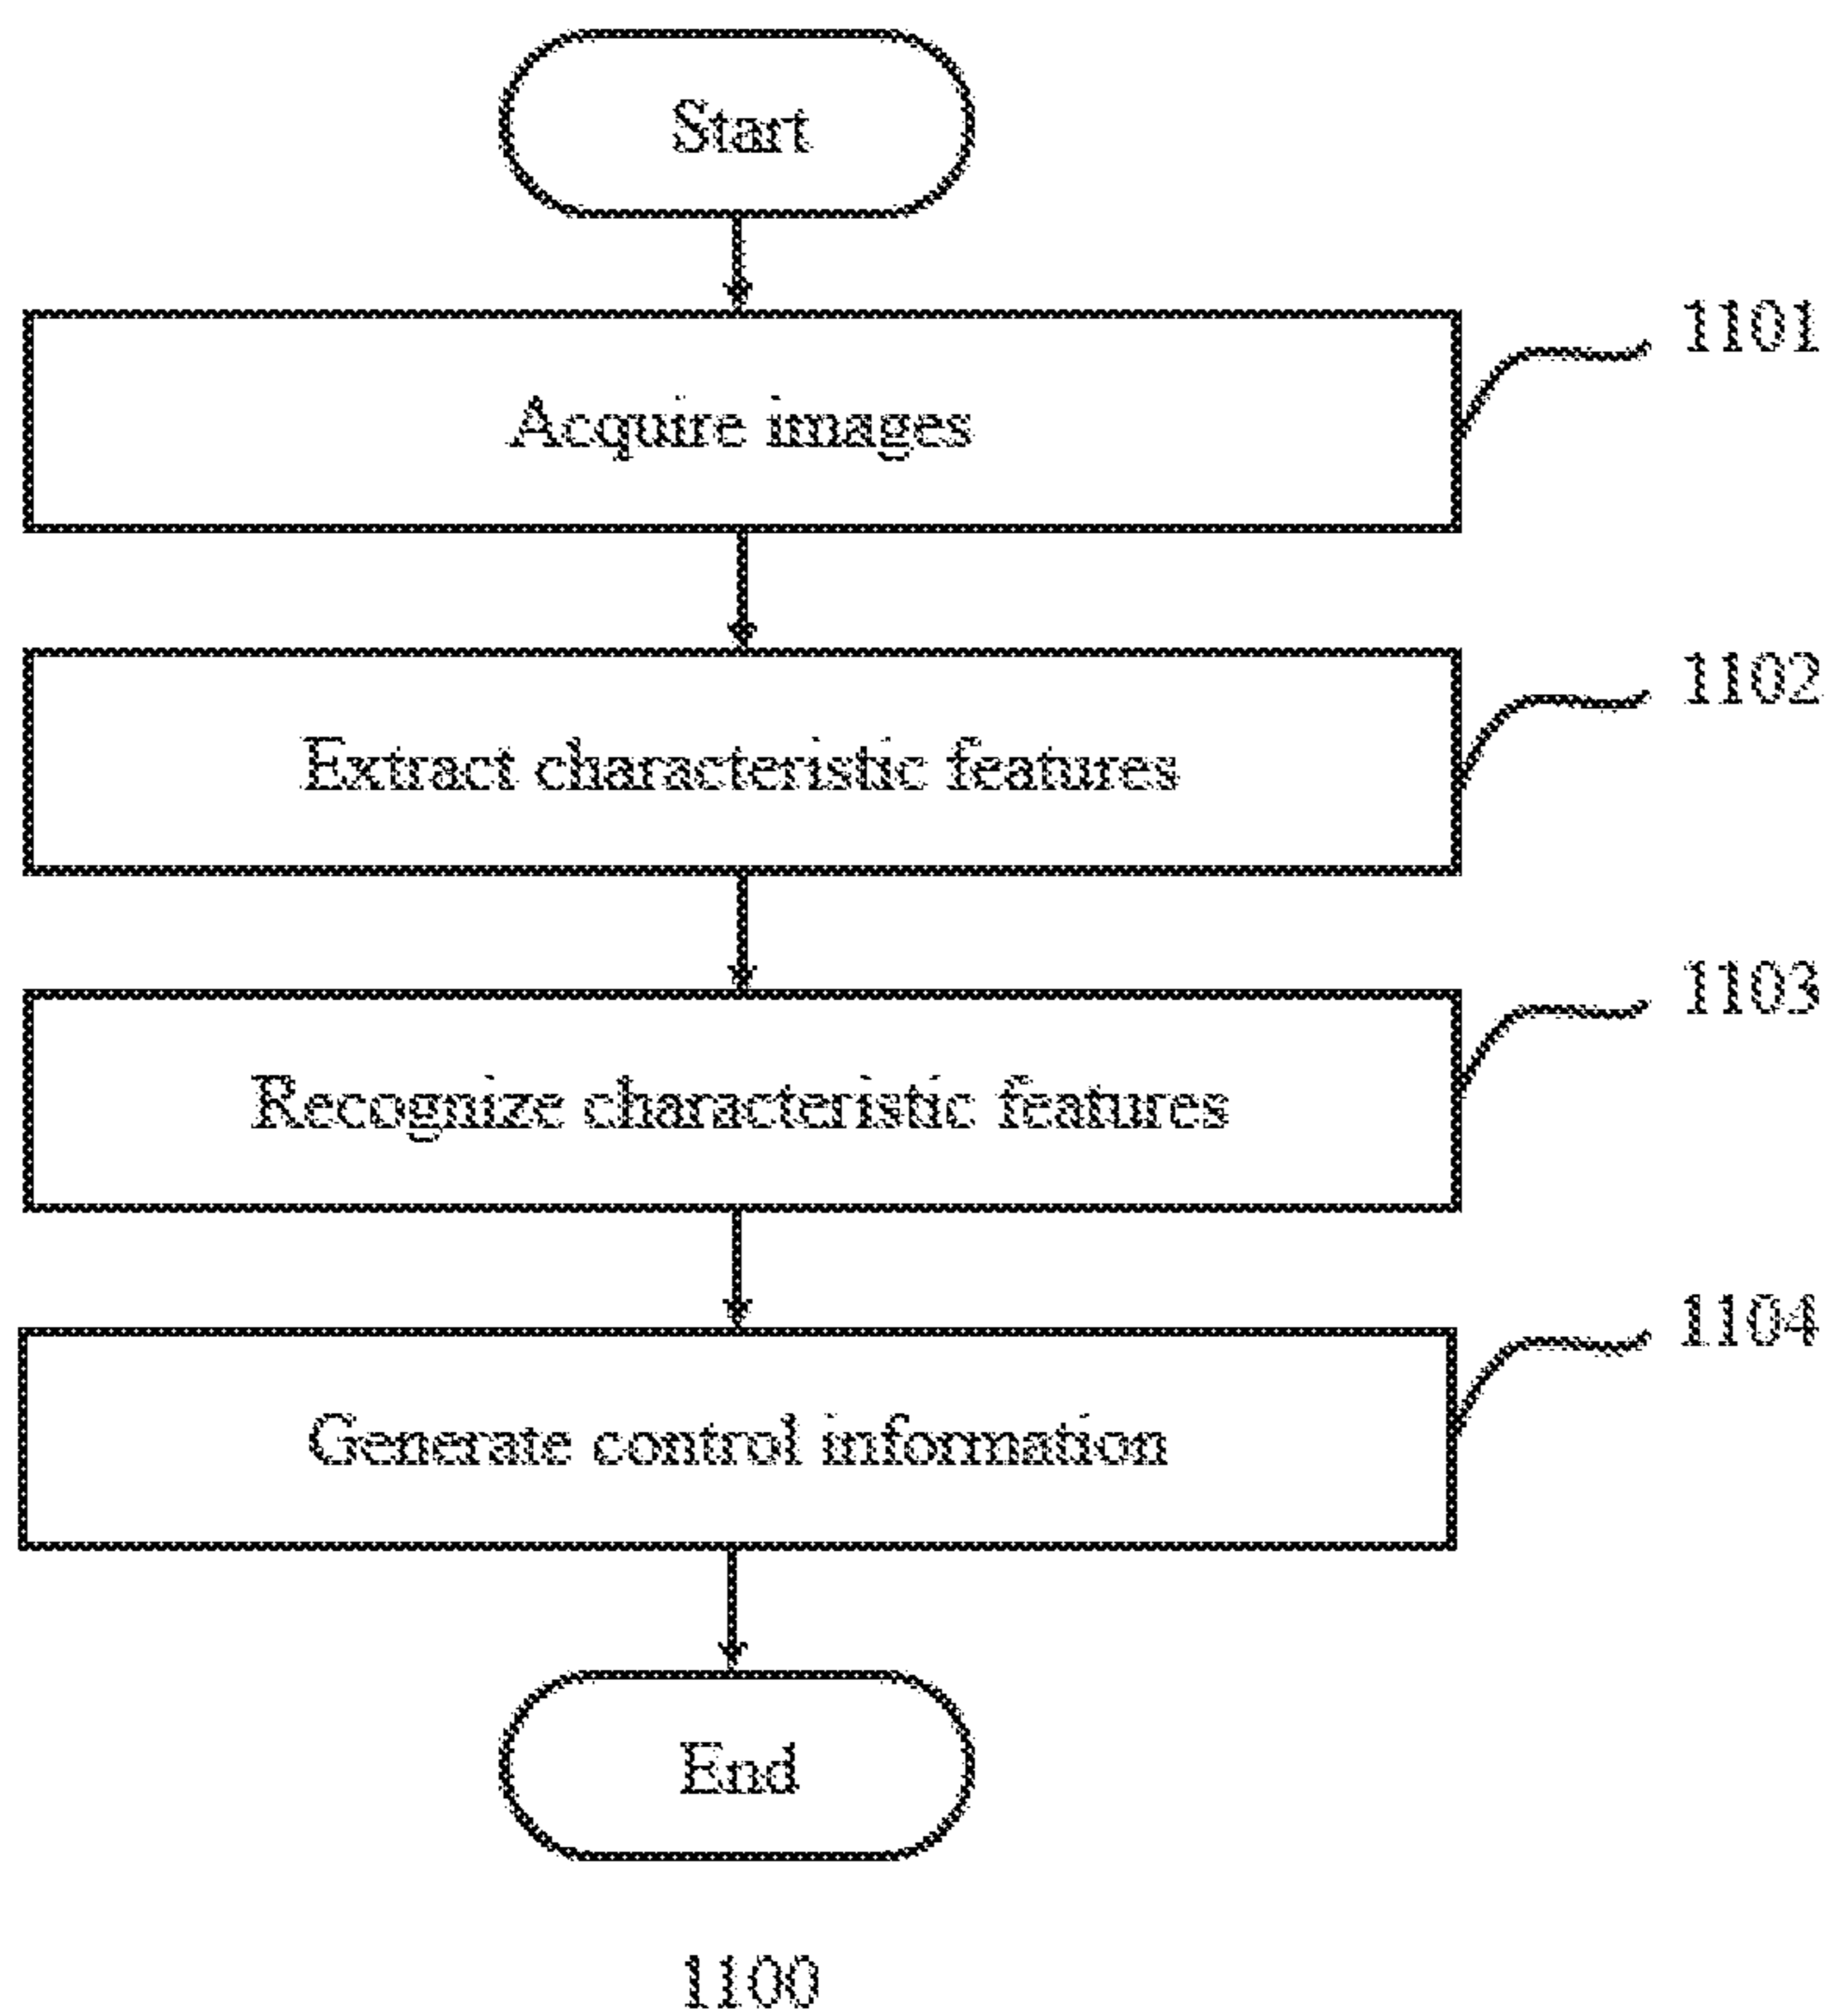 Start
1101
Acquire images
1102
Extract characteristic features
1103
Recognize characteristic features
1104
Generate control information
End
1100